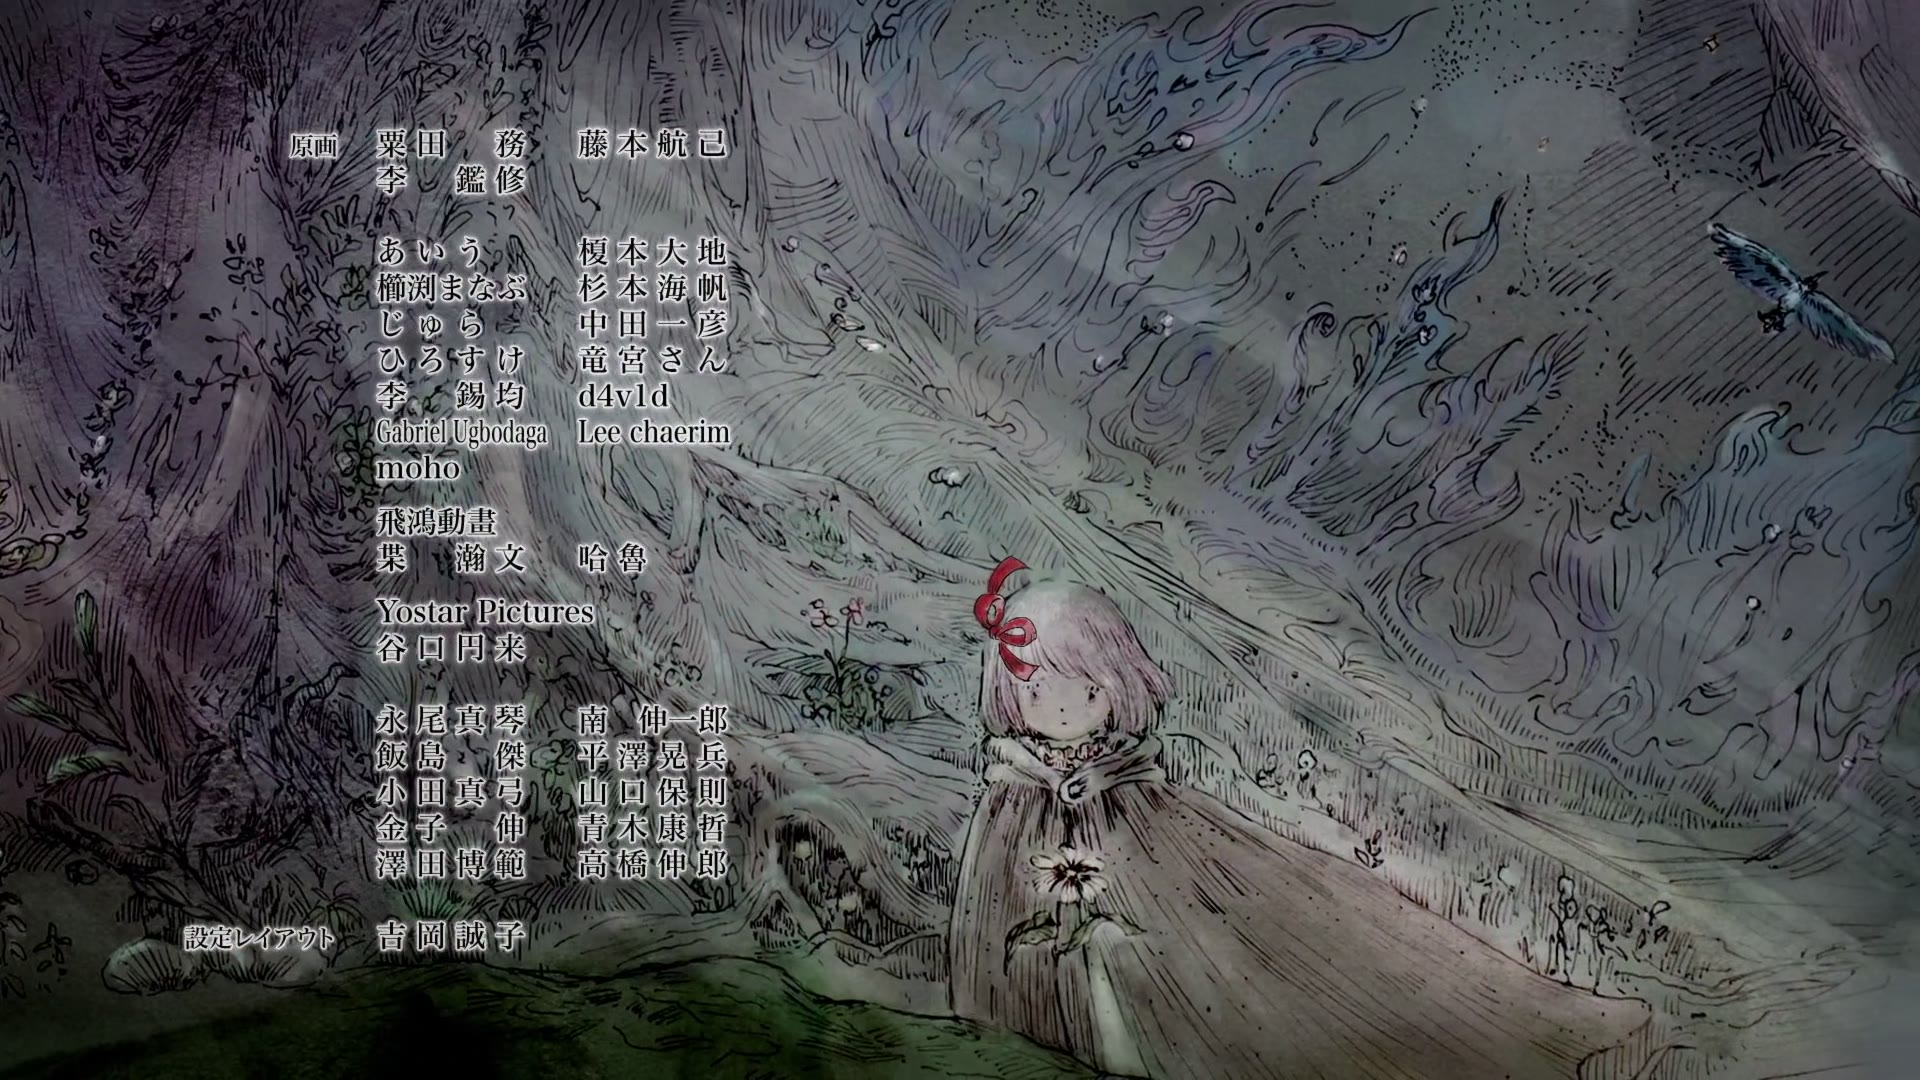 原画 粟田 務 藤本航己
李 鑑修
あいう 榎本大地
櫛渕まなぶ 杉本海帆
じゅら 中田一彦
ひろすけ 竜宮さん
李 錫均 d4v1d
Gabriel Ugbodaga Lee chaerim
moho
飛鴻動畫
瀚文 哈魯
Yostar Pictures
谷口円来
永尾真琴 南 伸一郎
飯島 傑 平澤晃兵
小田真弓 山口保則
金子 伸 青木康哲
澤田博範 高橋伸郎
設定レイアウト 吉岡誠子